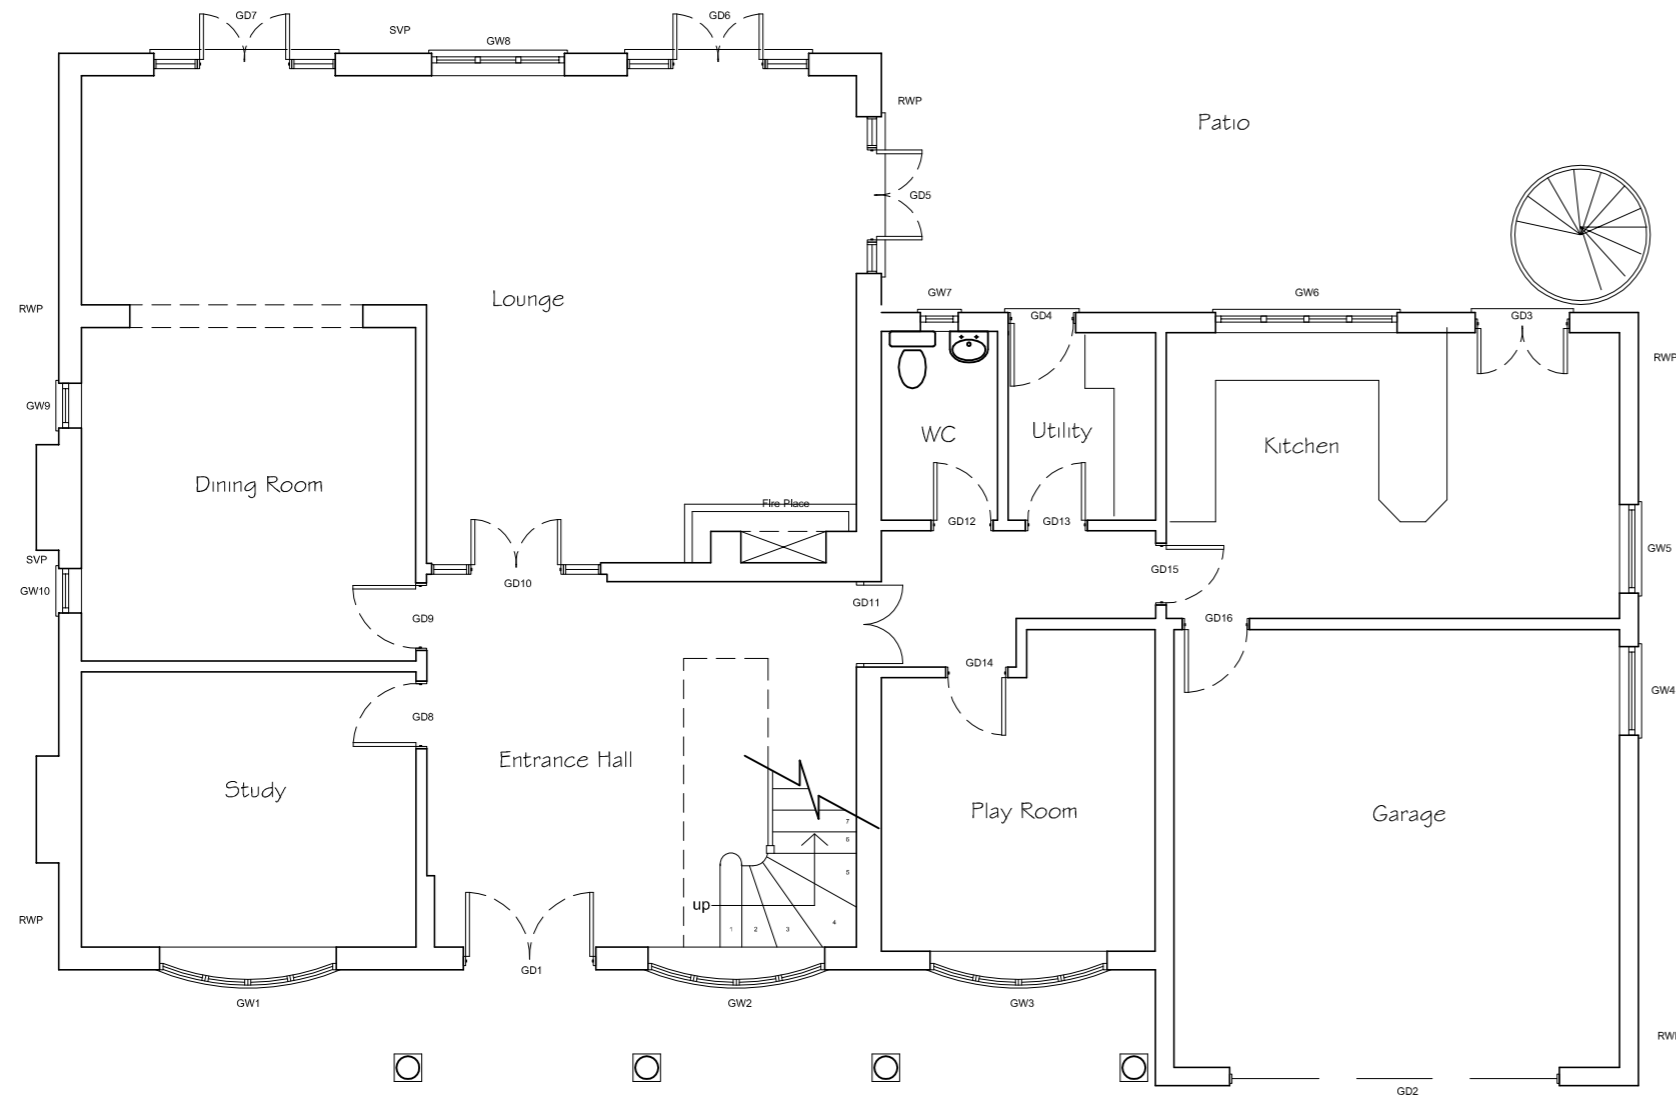 GD7
SVP
GW8
GD6
RWP
Patio
GD5
Lounge
RWP
GW7
GD4
GW6
GD3
RWP
GW9
WC
Utility
Kitchen
Dining Room
Fire Place
GD12
GD13
GW5
SVP
GD10
GD15
GW10
GD11
GD9
GD16
GD14
GW4
GD8
Entrance Hall
Study
Play Room
Garage
7
6
5
up
4
RWP
1
2
3
GD1
GW1
GW2
GW3
RWP
GD2